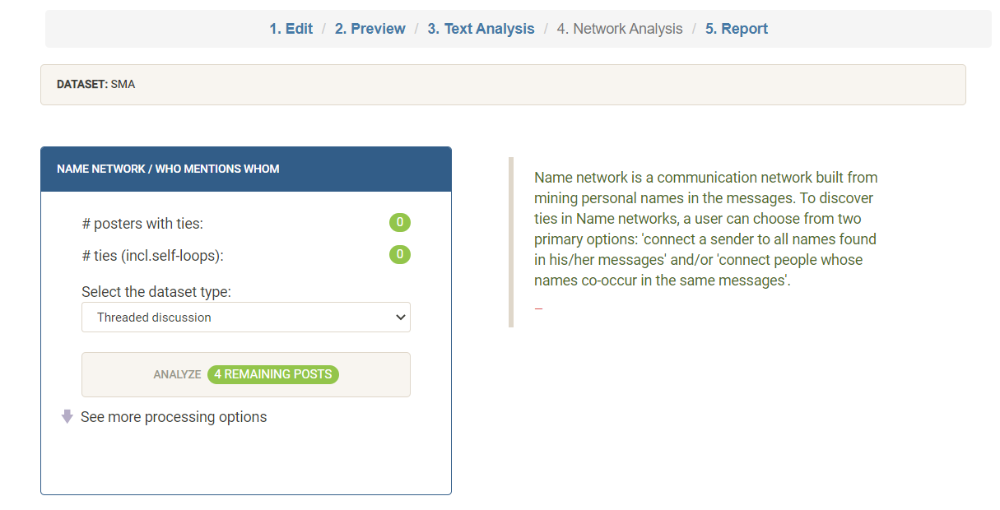 1. Edit / 2. Preview / 3. Text Analysis / 4. Network Analysis / 5. Report
DATASET: SMA
NAME NETWORK / WHO MENTIONS WHOM
# posters with ties: 0
# ties (incl.self-loops): 0
Select the dataset type:
Threaded discussion
ANALYZE 4 REMAINING POSTS
See more processing options
Name network is a communication network built from
mining personal names in the messages. To discover
ties in Name networks, a user can choose from two
primary options: 'connect a sender to all names found
in his/her messages' and/or 'connect people whose
names co-occur in the same messages'.
—